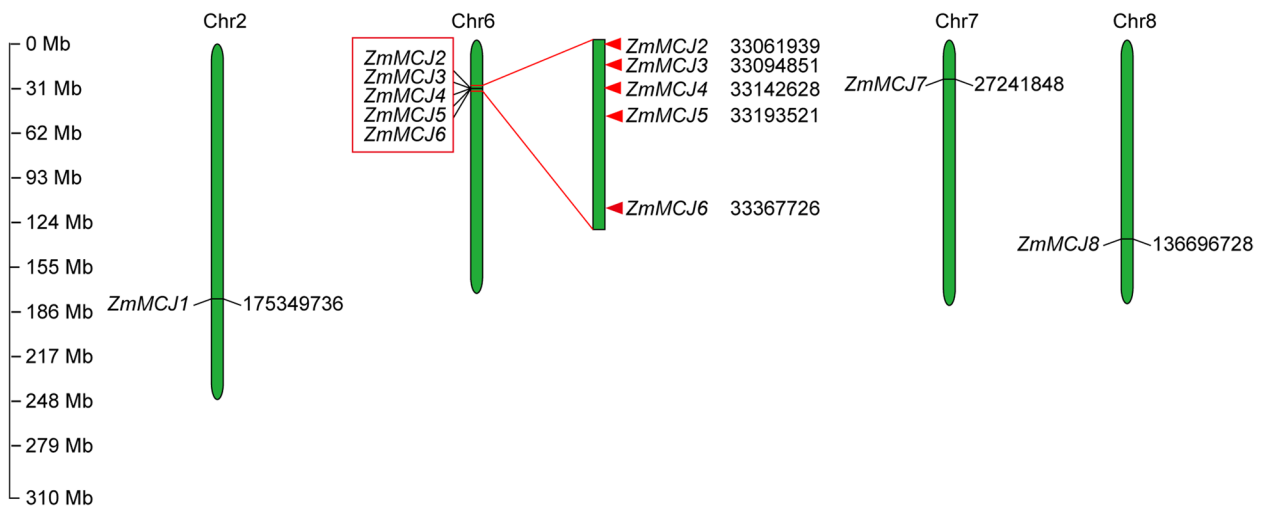 Chr2
Chr6
Chr7
Chr8
0 Mb
31 Mb
62 Mb
93 Mb
124 Mb
155 Mb
186 Mb
217 Mb
248 Mb
279 Mb
310 Mb
ZmMCJ1 175349736
ZmMCJ2
ZmMCJ3
ZmMCJ4
ZmMCJ5
ZmMCJ6
ZmMCJ2 33061939
ZmMCJ3 33094851
ZmMCJ4 33142628
ZmMCJ5 33193521
ZmMCJ6 33367726
ZmMCJ7 27241848
ZmMCJ8 136696728